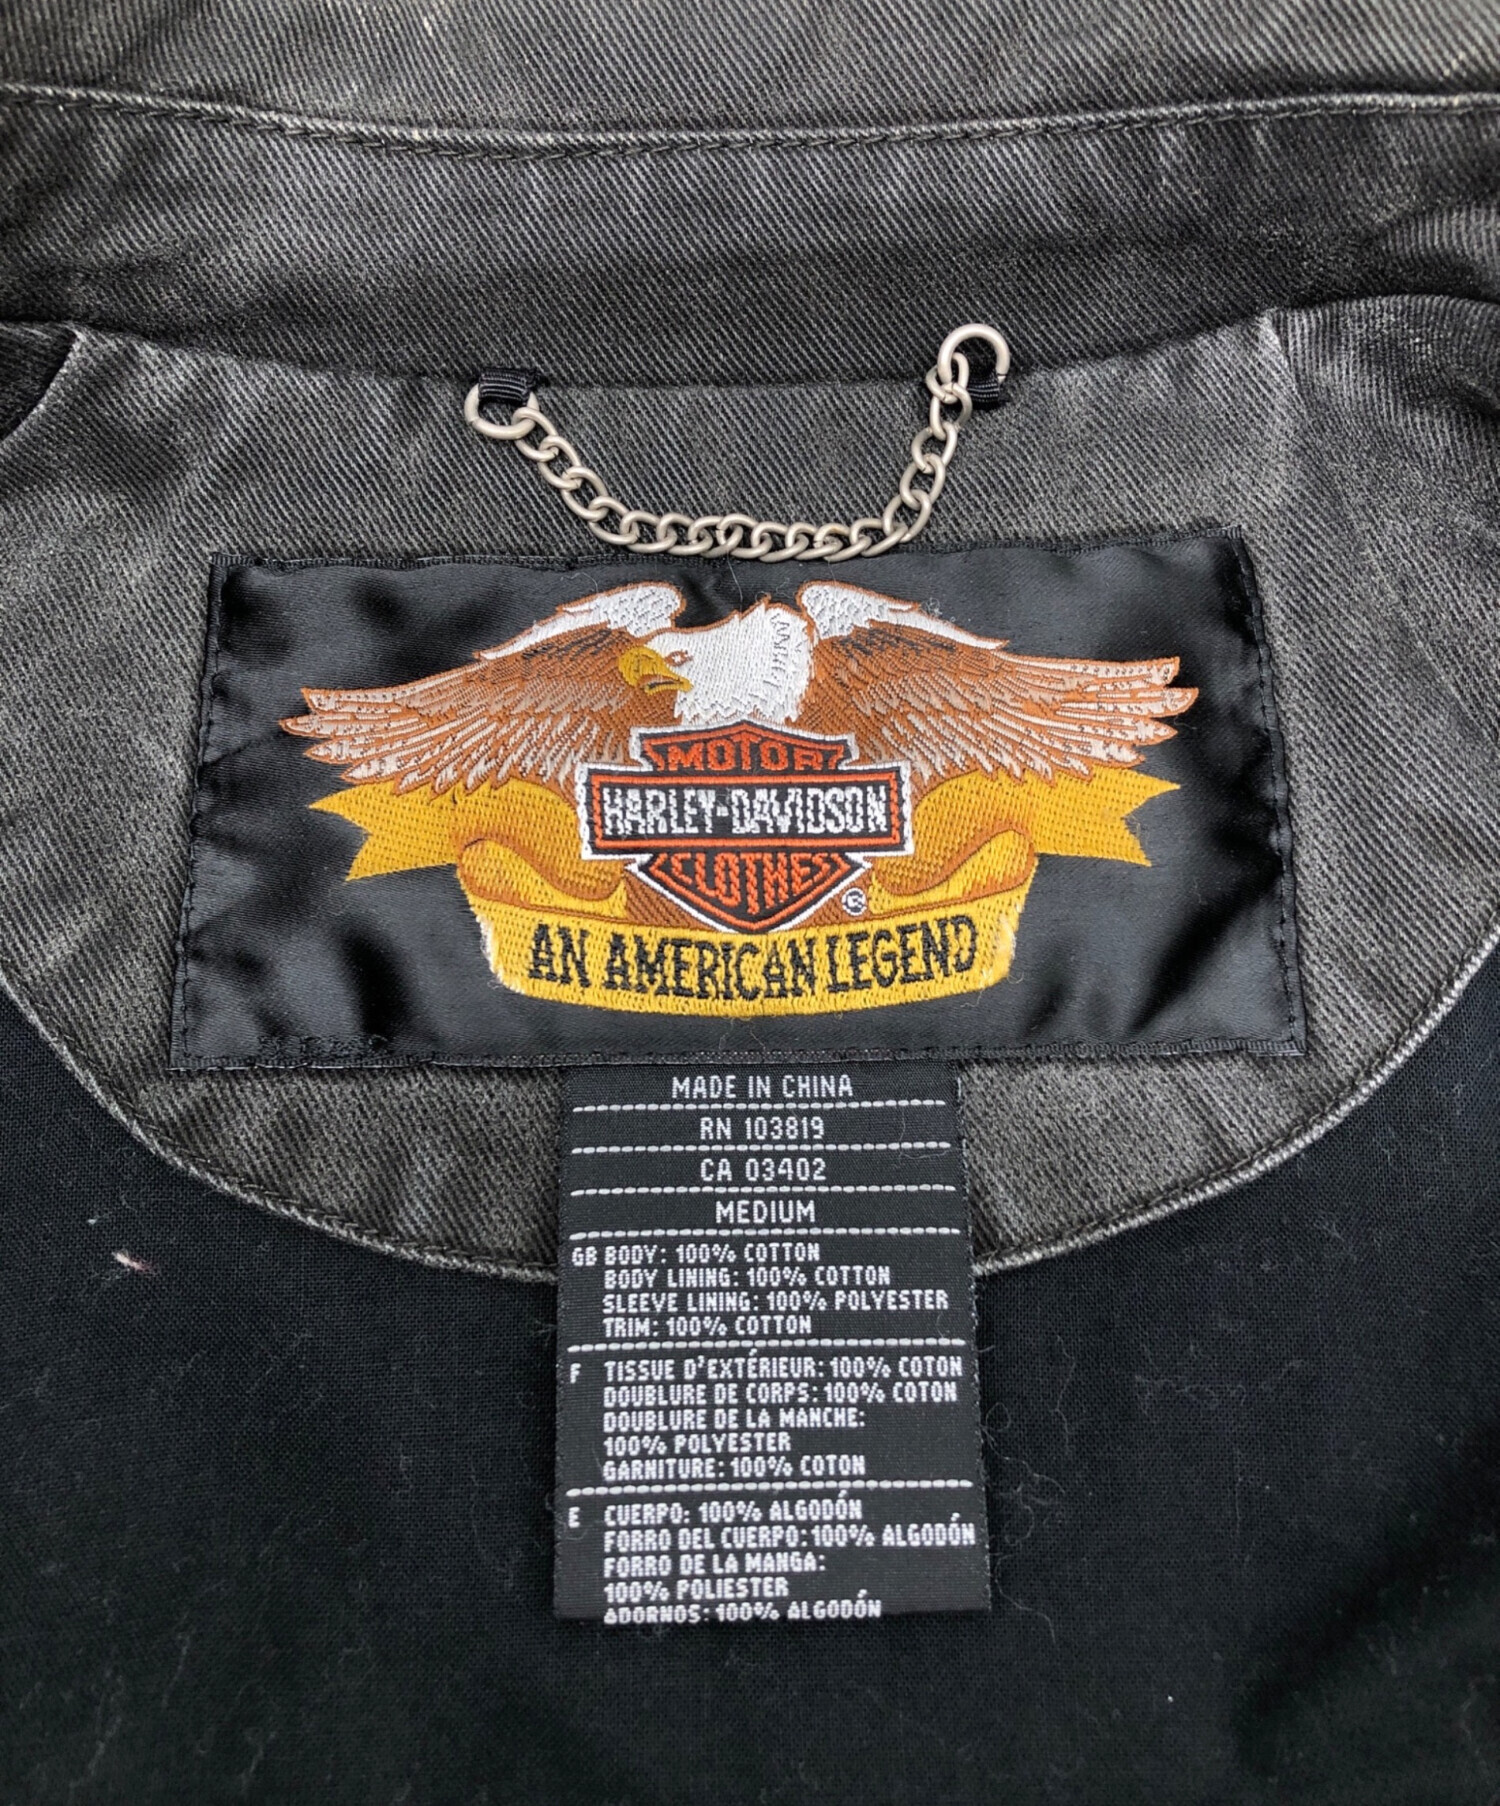 MOTOR
HARLEY-DAVIDSON
CLOTHES
®
AN AMERICAN LEGEND
MADE IN CHINA
RN 103819
CA 03402
MEDIUM
GB BODY: 100% COTTON
BODY LINING: 100% COTTON
SLEEVE LINING: 100% POLYESTER
TRIM: 100% COTTON
F TISSUE D'EXTÉRIEUR: 100% COTON
DOUBLURE DE CORPS: 100% COTON
DOUBLURE DE LA MANCHE:
100% POLYESTER
GARNITURE: 100% COTON
E CUERPO: 100% ALGODÓN
FORRO DEL CUERPO: 100% ALGODÓN
FORRO DE LA MANGA:
100% POLIESTER
ADORNOS: 100% ALGODÓN